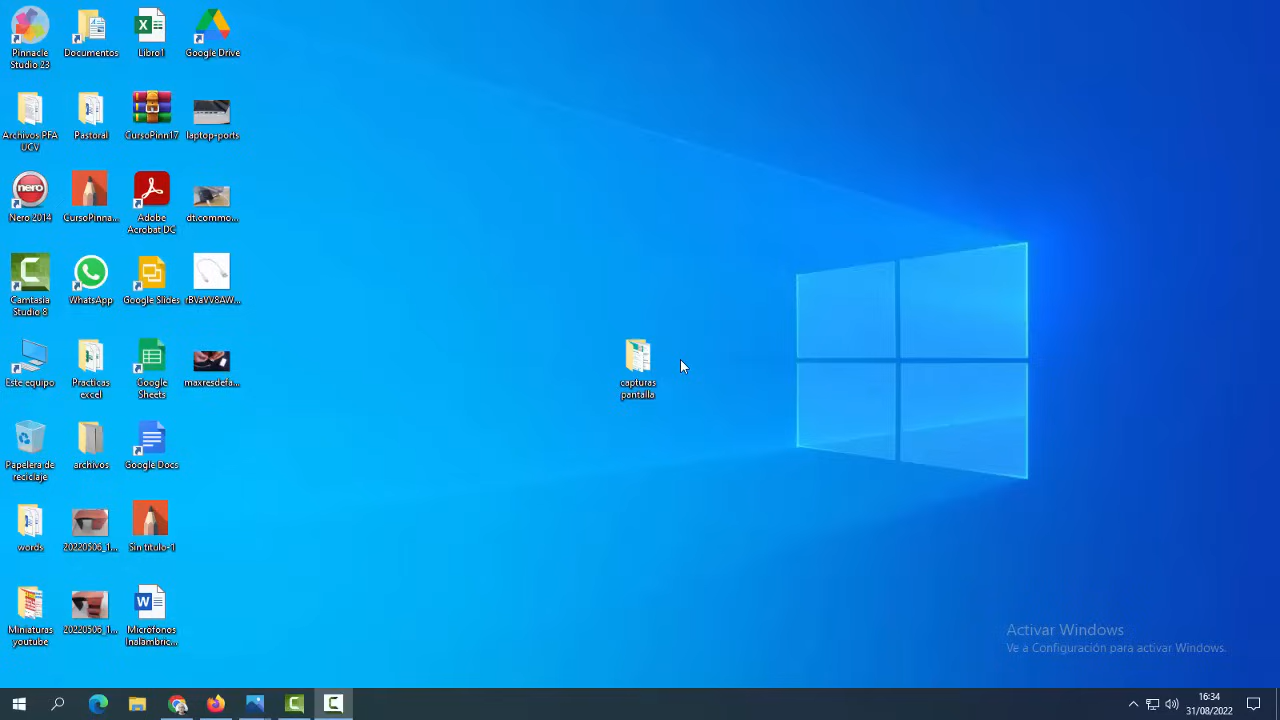 Pinnacle
Studio 23
Documentos
Libro1
Google Drive
Archivos PFA
UCV
Pastoral
CursoPinn17
laptop-ports
Nero 2014
CursoPinna...
Adobe
Acrobat DC
dt.commo...
Camtasia
Studio 8
WhatsApp
Google Slides
rBVaVV8AW...
Este equipo
Practicas
excel
Google
Sheets
maxresdefa...
capturas
pantalla
Papelera de
reciclaje
archivos
Google Docs
words
20220506_1...
Sin título-1
Miniaturas
youtube
20220506_1...
Micrófonos
Inalambric...
Activar Windows
Ve a Configuración para activar Windows.
16:34
31/08/2022